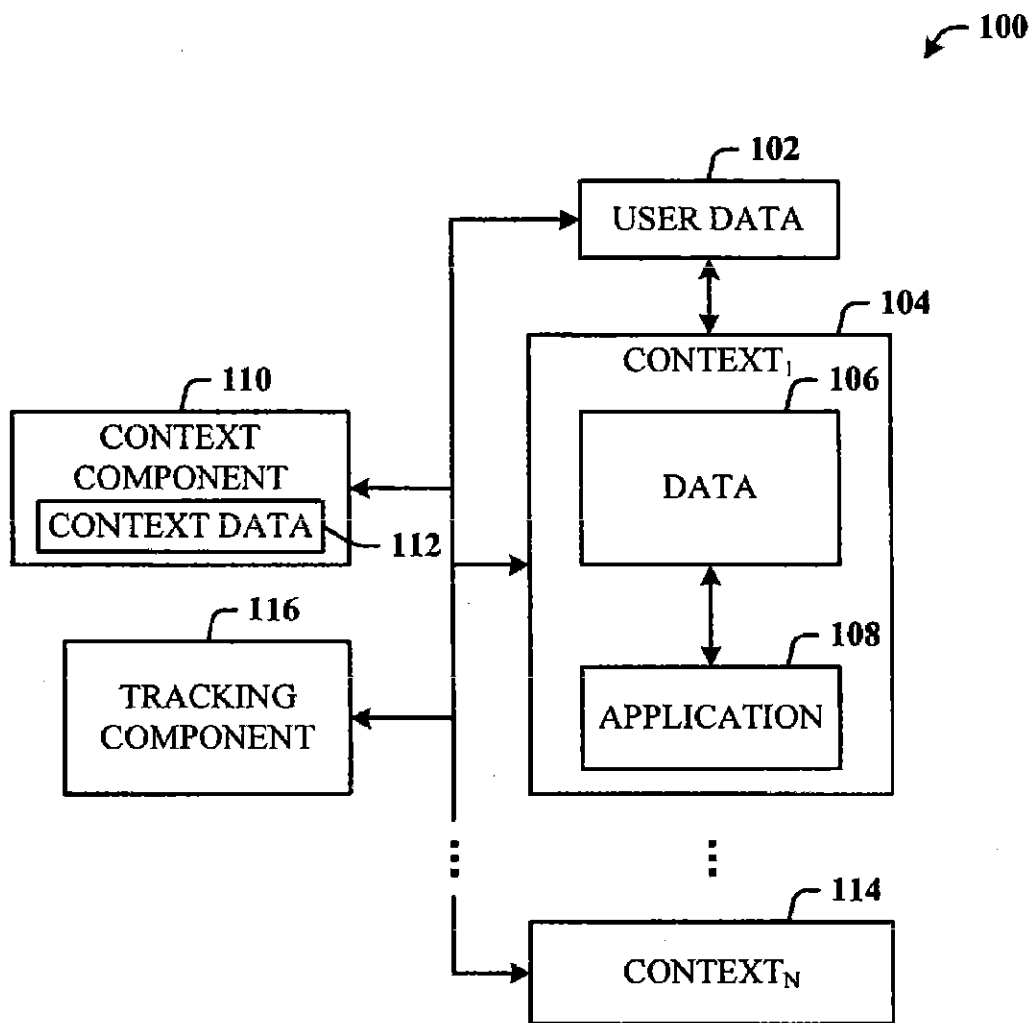 100
102
USER DATA
104
CONTEXT₁
106
DATA
110
CONTEXT
COMPONENT
CONTEXT DATA
112
116
TRACKING
COMPONENT
108
APPLICATION
114
CONTEXT_N